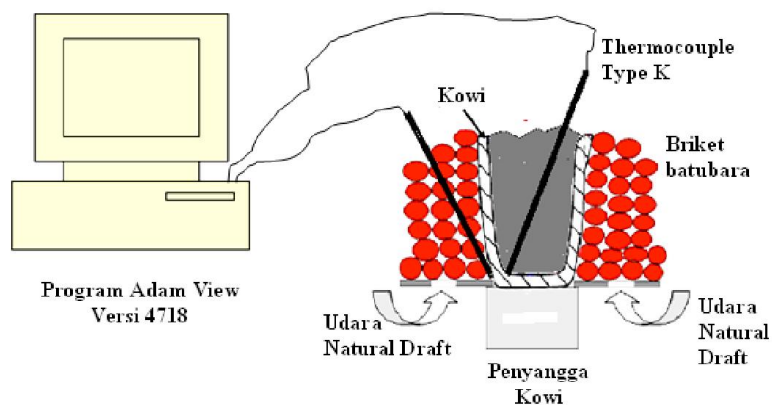 Thermocouple
Type K
Kowi
Briket
batubara
Program Adam View
Versi 4718
Udara
Natural Draft
Penyangga
Kowi
Udara
Natural
Draft